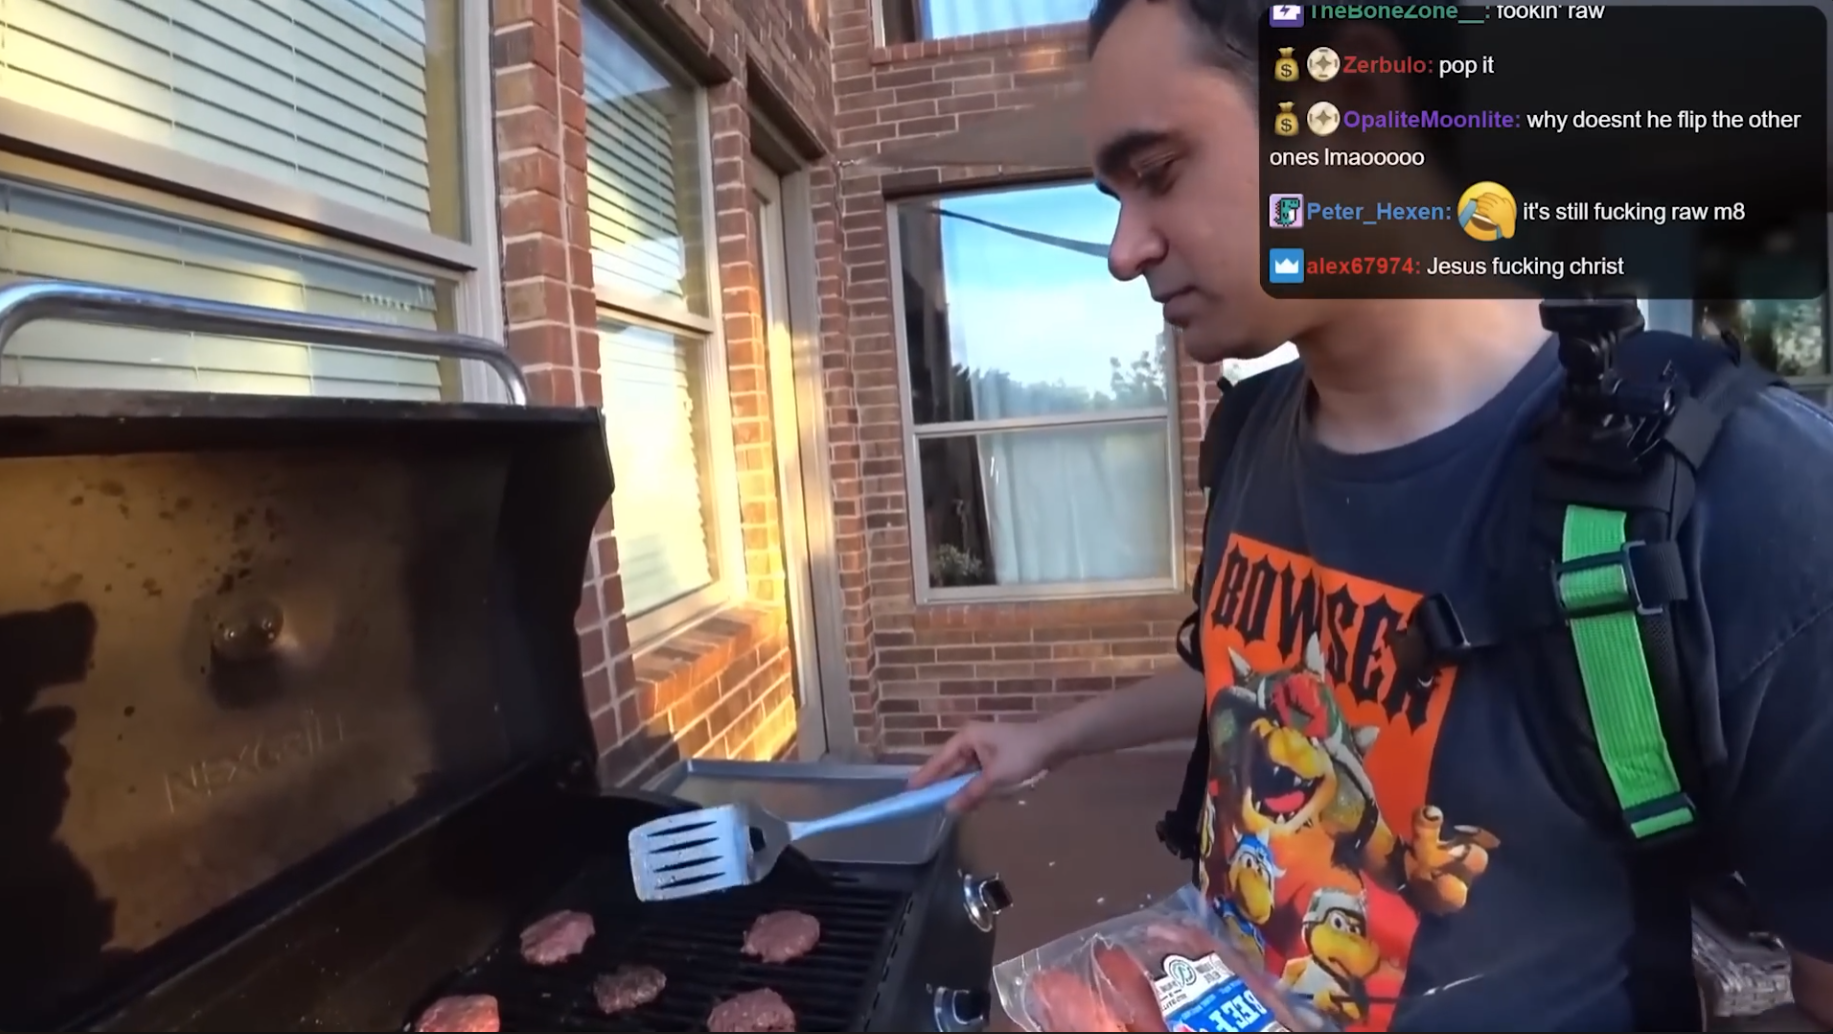 TheBoneZone__: fookin' raw
Zerbulo: pop it
OpaliteMoonlite: why doesnt he flip the other
ones lmaooooo
Peter_Hexen: it's still fucking raw m8
alex67974: Jesus fucking christ
BOWSER
NEXGRILL
BEEF